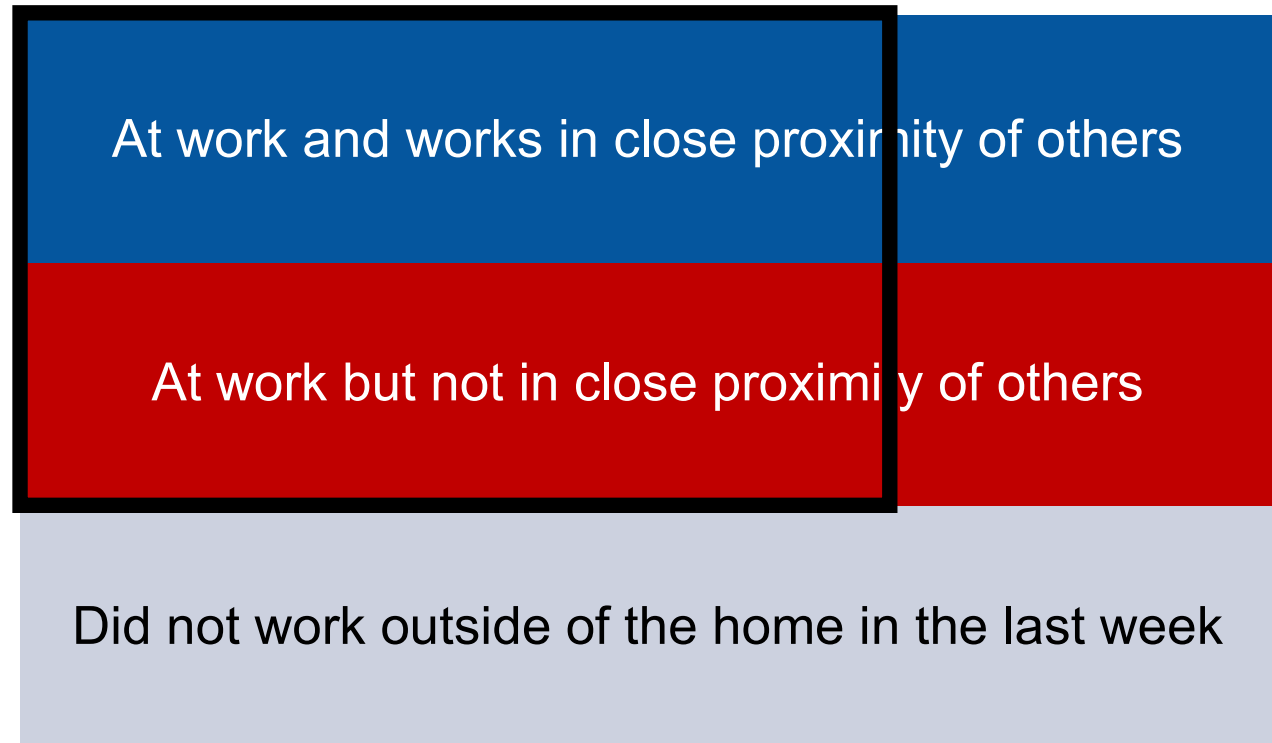 At work and works in close proximity of others
At work but not in close proximity of others
Did not work outside of the home in the last week